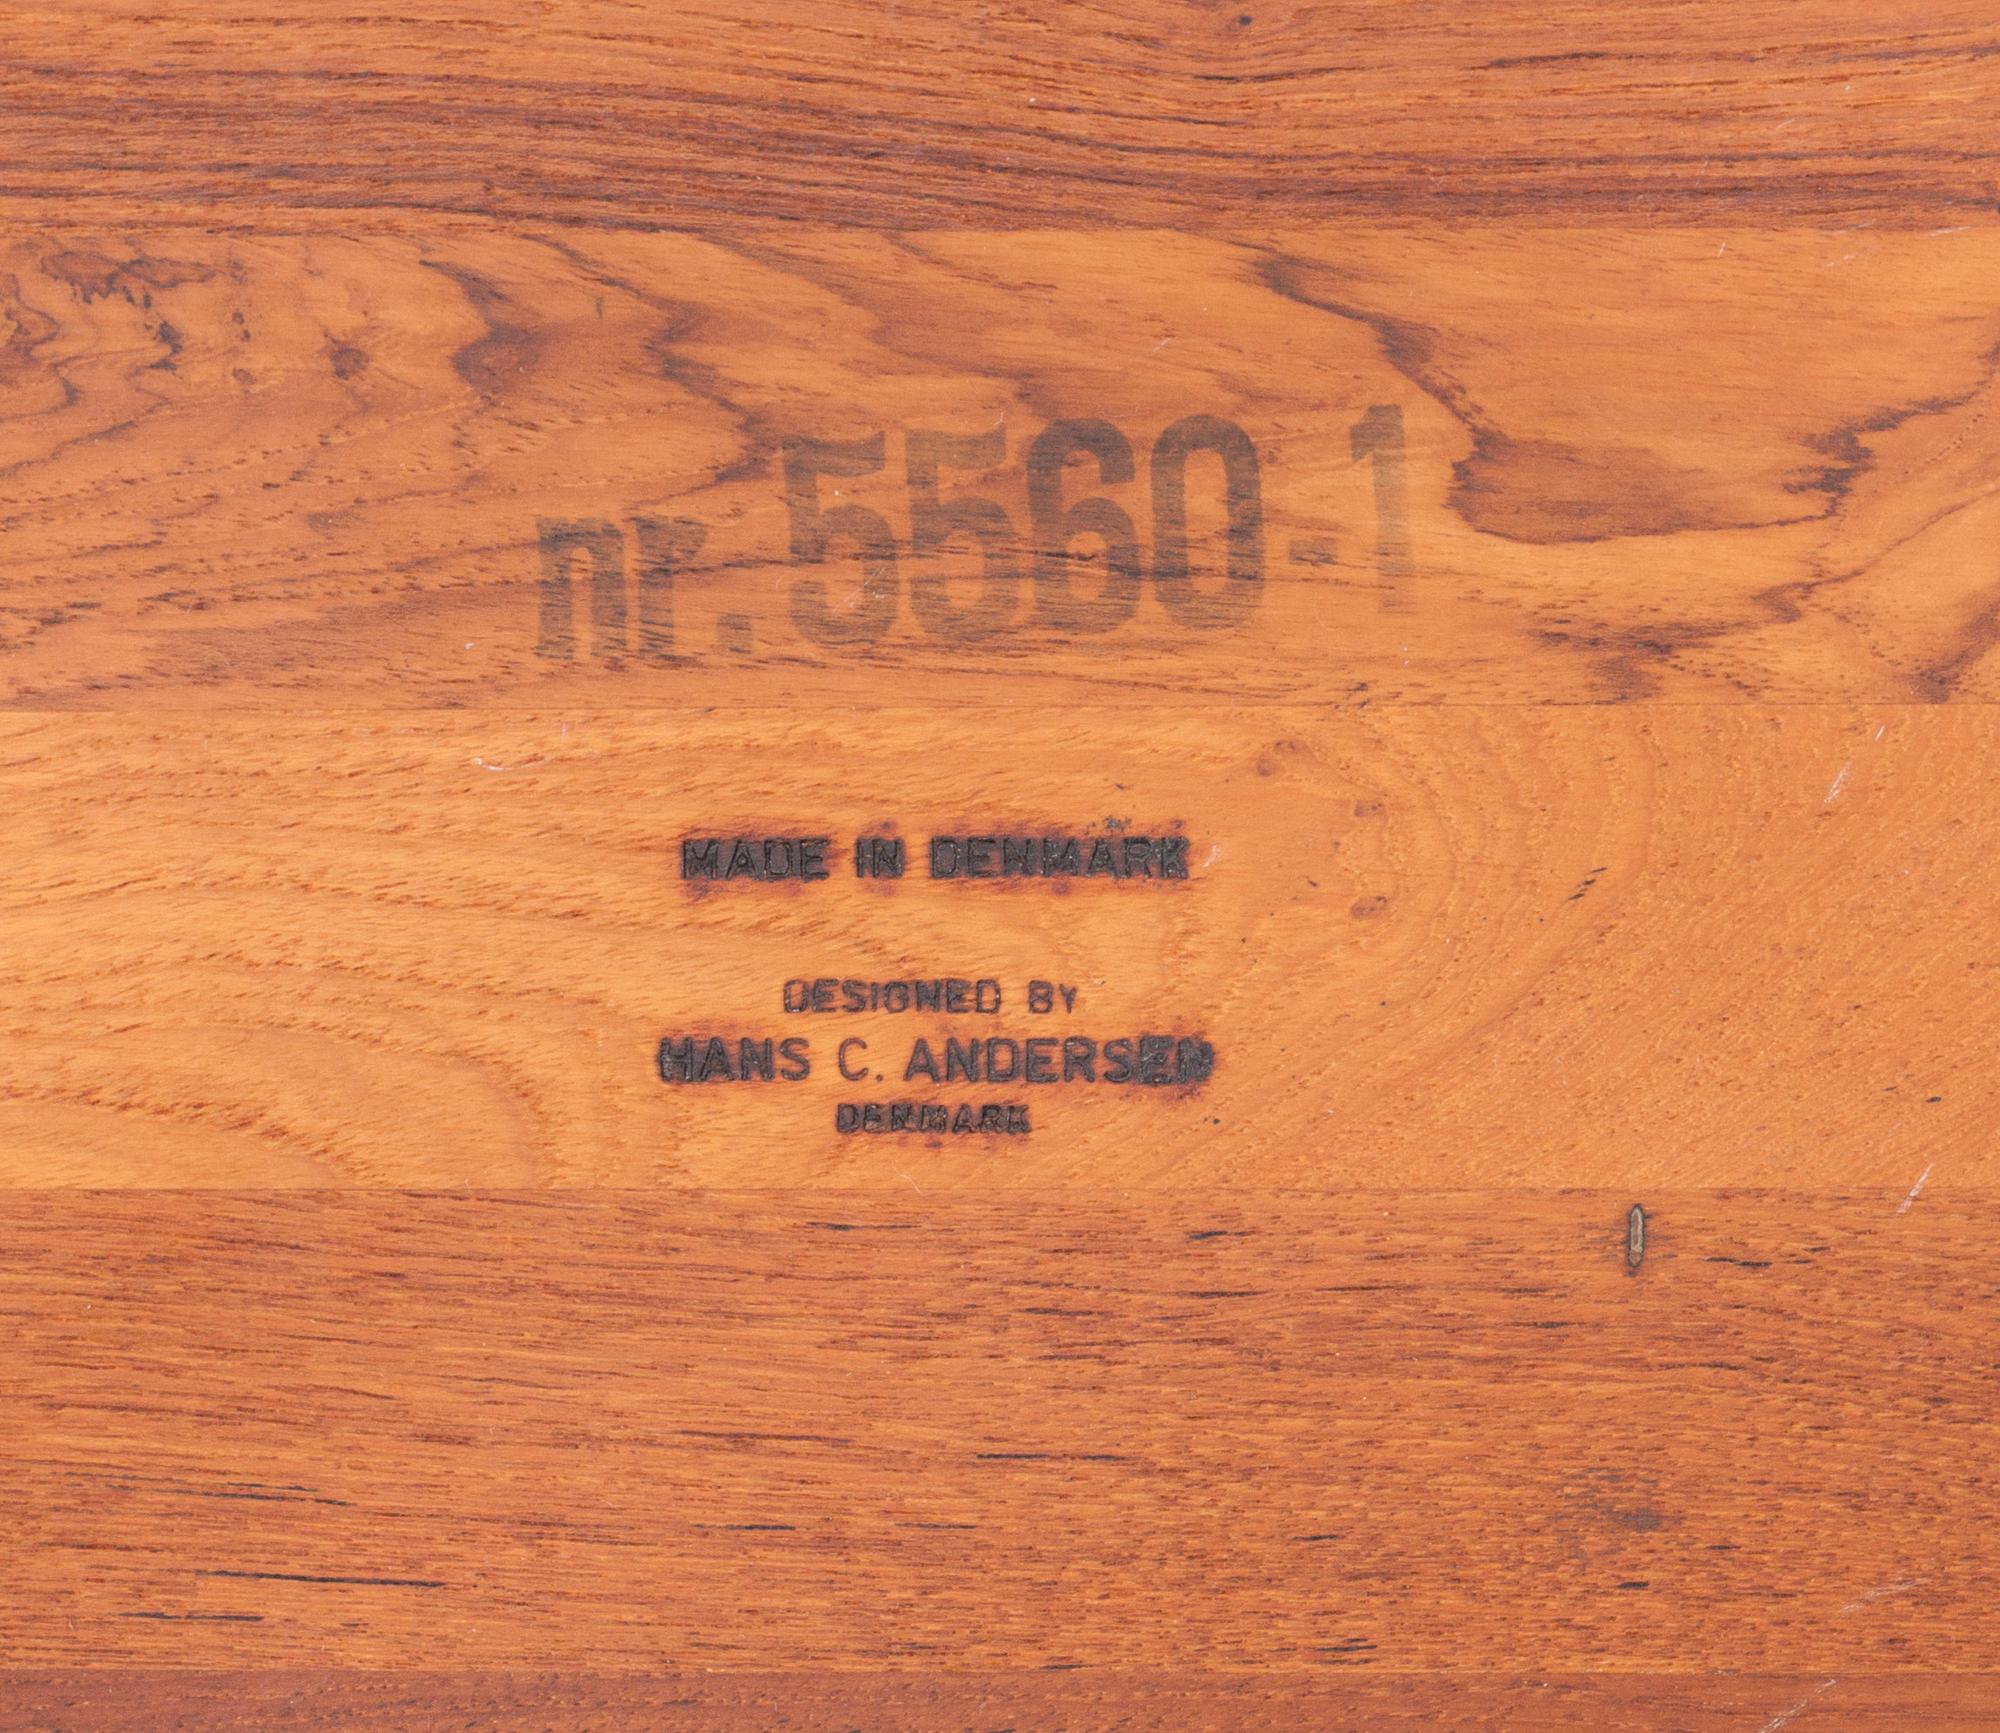 nr. 5560-1
MADE IN DENMARK
DESIGNED BY
HANS C. ANDERSEN
DENMARK